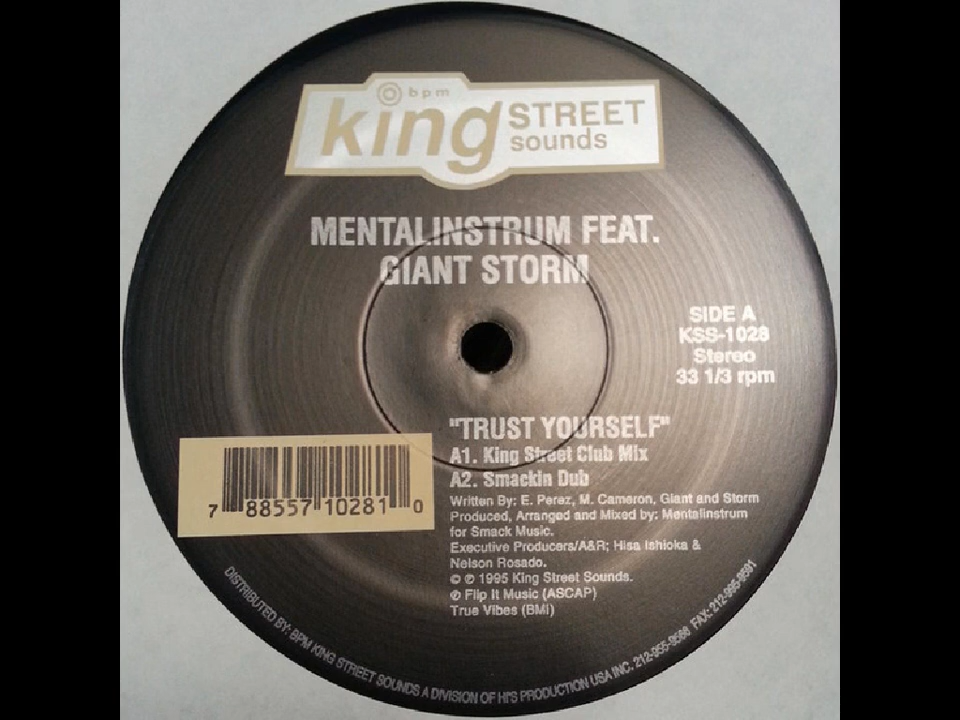 bpm
king STREET
sounds
MENTALINSTRUM FEAT.
GIANT STORM
SIDE A
KSS-1028
Stereo
33 1/3 rpm
"TRUST YOURSELF"
A1. King Street Club Mix
A2. Smackin Dub
Written By: E. Perez, M. Cameron, Giant and Storm
Produced, Arranged and Mixed by: Mentalinstrum
for Smack Music.
Executive Producers/A&R; Hisa Ishioka &
Nelson Rosado.
© ℗ 1995 King Street Sounds.
℗ Flip It Music (ASCAP)
True Vibes (BMI)
7 88557 10281 0
DISTRIBUTED BY: BPM KING STREET SOUNDS A DIVISION OF HI'S PRODUCTION USA INC.